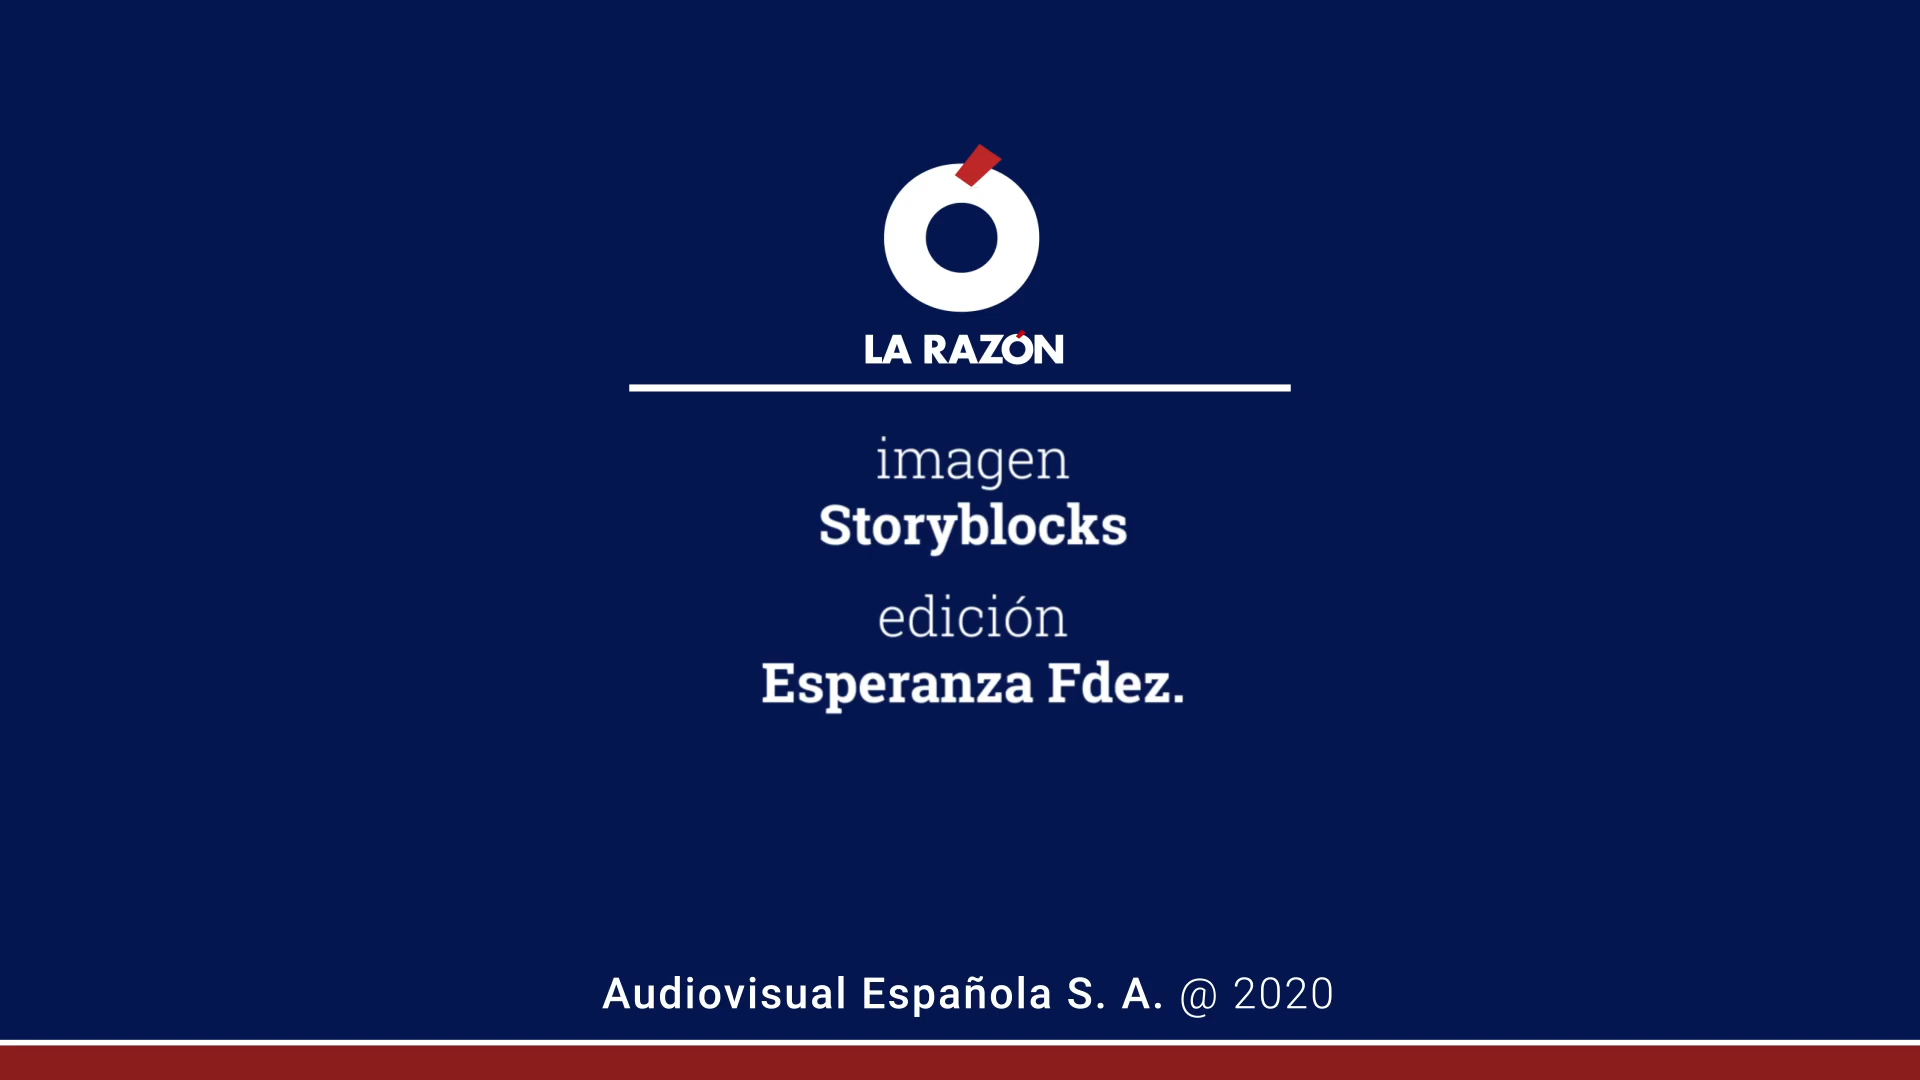 LA RAZÓN
imagen
Storyblocks
edición
Esperanza Fdez.
Audiovisual Española S. A. @ 2020